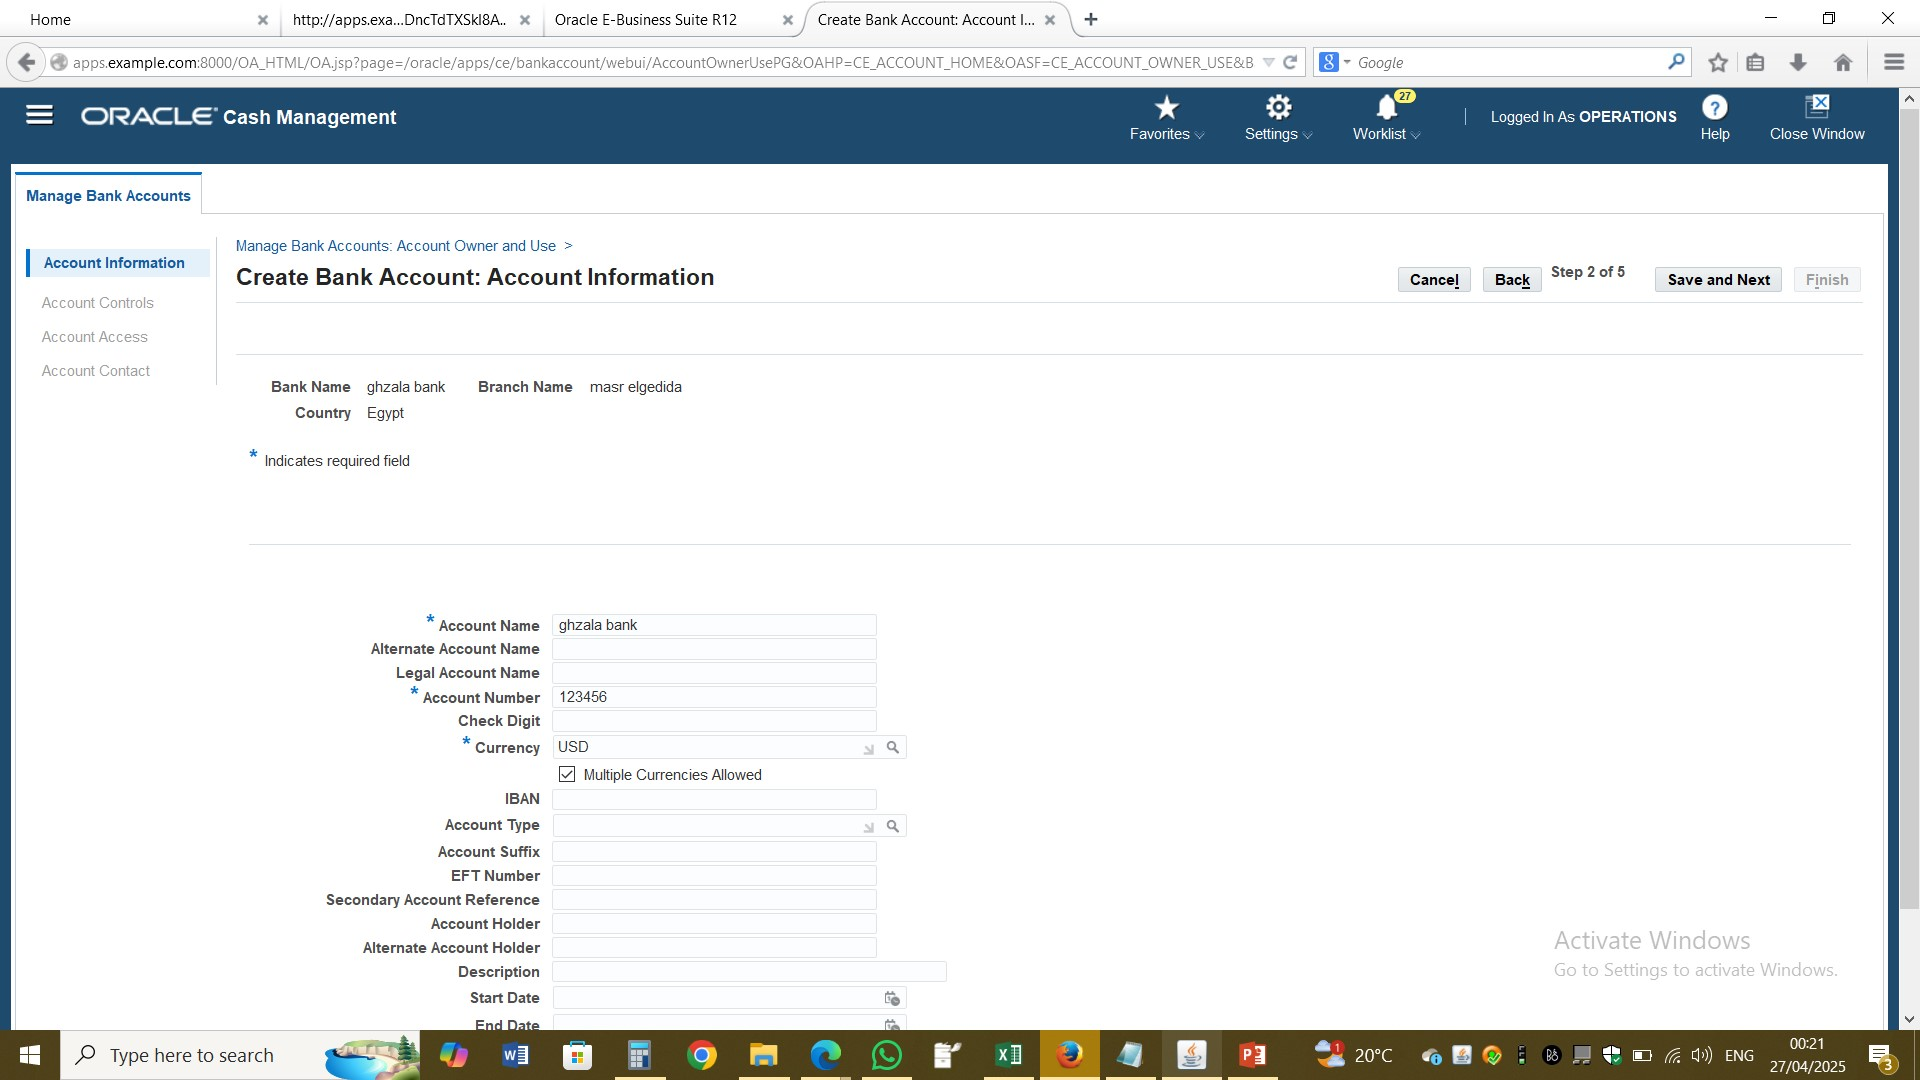 Home
http://apps.exa...DncTdTXSkI8A..
Oracle E-Business Suite R12
Create Bank Account: Account I...
apps.example.com:8000/OA_HTML/OA.jsp?page=/oracle/apps/ce/bankaccount/webui/AccountOwnerUsePG&OAHP=CE_ACCOUNT_HOME&OASF=CE_ACCOUNT_OWNER_USE&B
Google
ORACLE Cash Management
Favorites
Settings
27
Worklist
Logged In As OPERATIONS
Help
Close Window
Manage Bank Accounts
Account Information
Account Controls
Account Access
Account Contact
Manage Bank Accounts: Account Owner and Use >
Create Bank Account: Account Information
Cancel
Back
Step 2 of 5
Save and Next
Finish
Bank Name ghzala bank
Branch Name masr elgedida
Country Egypt
* Indicates required field
* Account Name ghzala bank
Alternate Account Name
Legal Account Name
* Account Number 123456
Check Digit
* Currency USD
Multiple Currencies Allowed
IBAN
Account Type
Account Suffix
EFT Number
Secondary Account Reference
Account Holder
Alternate Account Holder
Description
Start Date
End Date
Activate Windows
Go to Settings to activate Windows.
Type here to search
1
20°C
ENG
00:21
27/04/2025
3